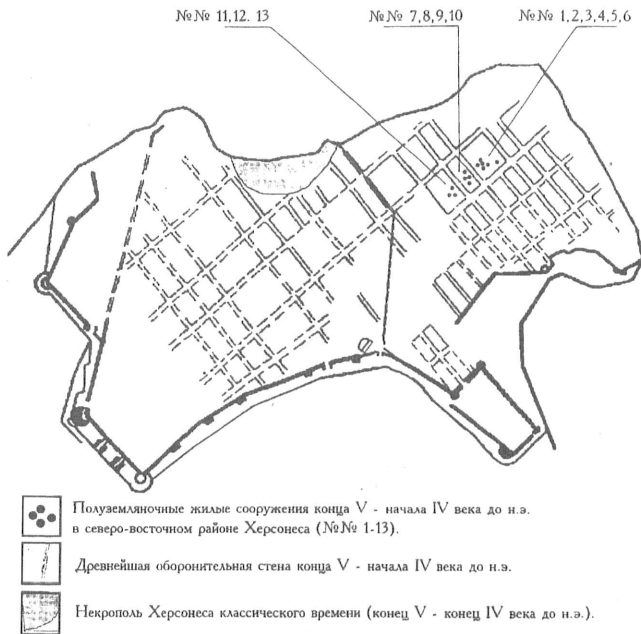 №№ 11,12. 13
№№ 7,8,9,10
№№ 1,2,3,4,5,6
Полуземляночные жилые сооружения конца V - начала IV века до н.э.
в северо-восточном районе Херсонеса (№№ 1-13).
Древнейшая оборонительная стена конца V - начала IV века до н.э.
Некрополь Херсонеса классического времени (конец V - конец IV века до н.э.).